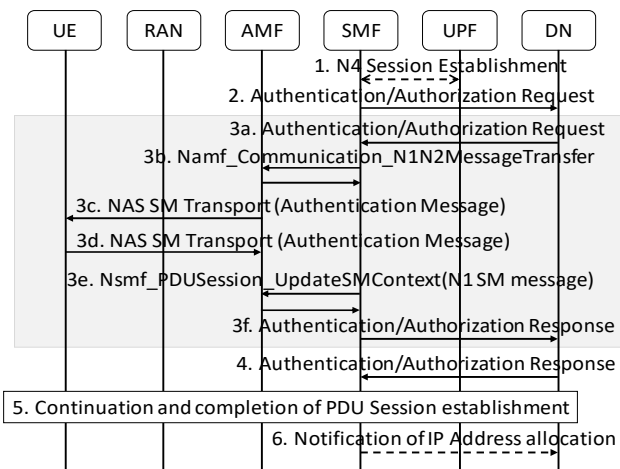 UE RAN AMF SMF UPF DN
1. N4 Session Establishment
2. Authentication/Authorization Request
3a. Authentication/Authorization Request
3b. Namf_Communication_N1N2MessageTransfer
3c. NAS SM Transport (Authentication Message)
3d. NAS SM Transport (Authentication Message)
3e. Nsmf_PDUSession_UpdateSMContext(N1 SM message)
3f. Authentication/Authorization Response
4. Authentication/Authorization Response
5. Continuation and completion of PDU Session establishment
6. Notification of IP Address allocation